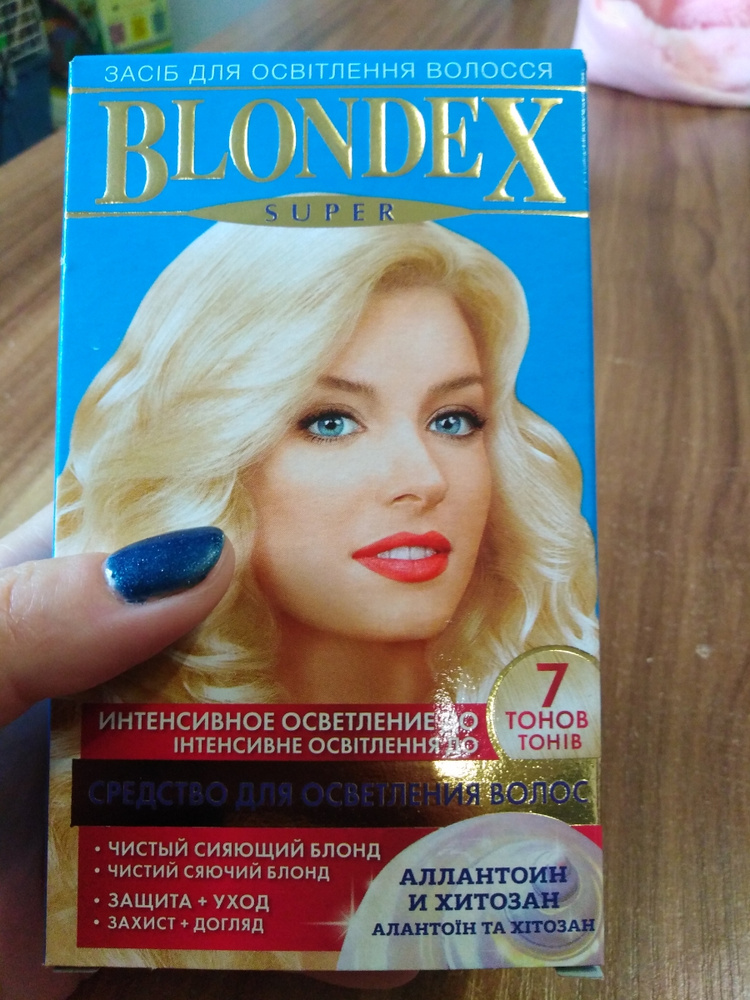 ЗАСІБ ДЛЯ ОСВІТЛЕННЯ ВОЛОССЯ
BLONDEX
SUPER
7
ТОНОВ
ТОНІВ
ИНТЕНСИВНОЕ ОСВЕТЛЕНИЕ ДО
ІНТЕНСИВНЕ ОСВІТЛЕННЯ ДО
СРЕДСТВО ДЛЯ ОСВЕТЛЕНИЯ ВОЛОС
• ЧИСТЫЙ СИЯЮЩИЙ БЛОНД
• ЧИСТИЙ СЯЮЧИЙ БЛОНД
• ЗАЩИТА + УХОД
• ЗАХИСТ + ДОГЛЯД
АЛЛАНТОИН
И ХИТОЗАН
АЛАНТОЇН ТА ХІТОЗАН